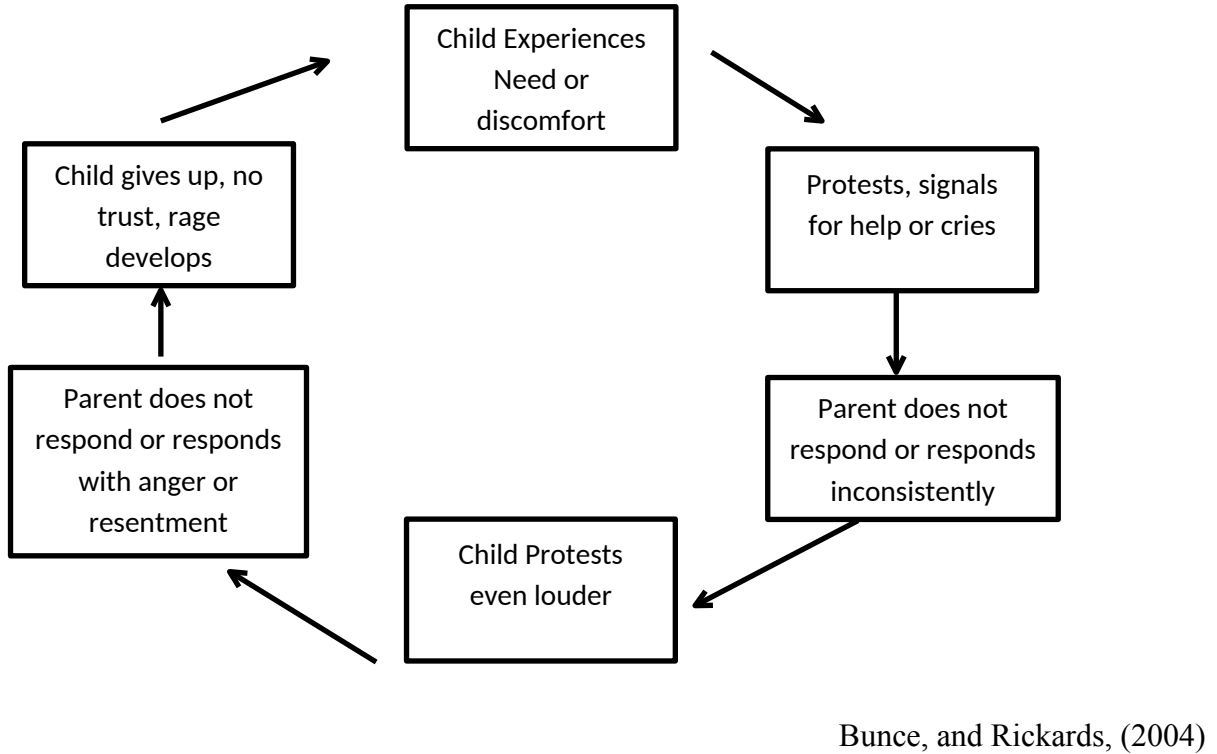 Child Experiences
Need or
discomfort
Protests, signals
for help or cries
Parent does not
respond or responds
inconsistently
Child Protests
even louder
Parent does not
respond or responds
with anger or
resentment
Child gives up, no
trust, rage
develops
Bunce, and Rickards, (2004)